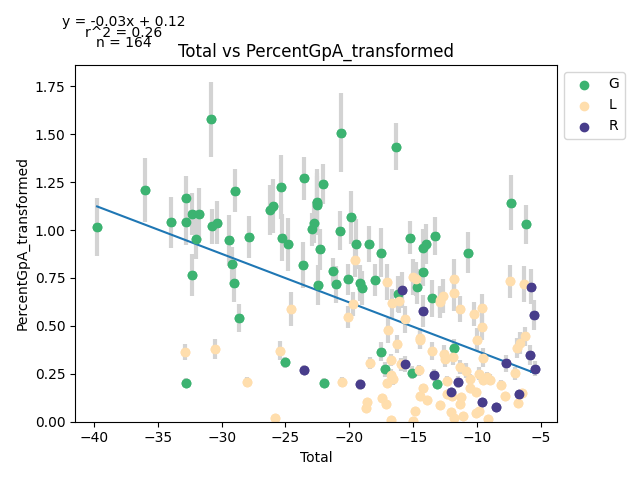 y = -0.03x + 0.12
r^2 = 0.26
n = 164
Total vs PercentGpA_transformed
G
L
R
PercentGpA_transformed
1.75
1.50
1.25
1.00
0.75
0.50
0.25
0.00
−40 −35 −30 −25 −20 −15 −10 −5
Total